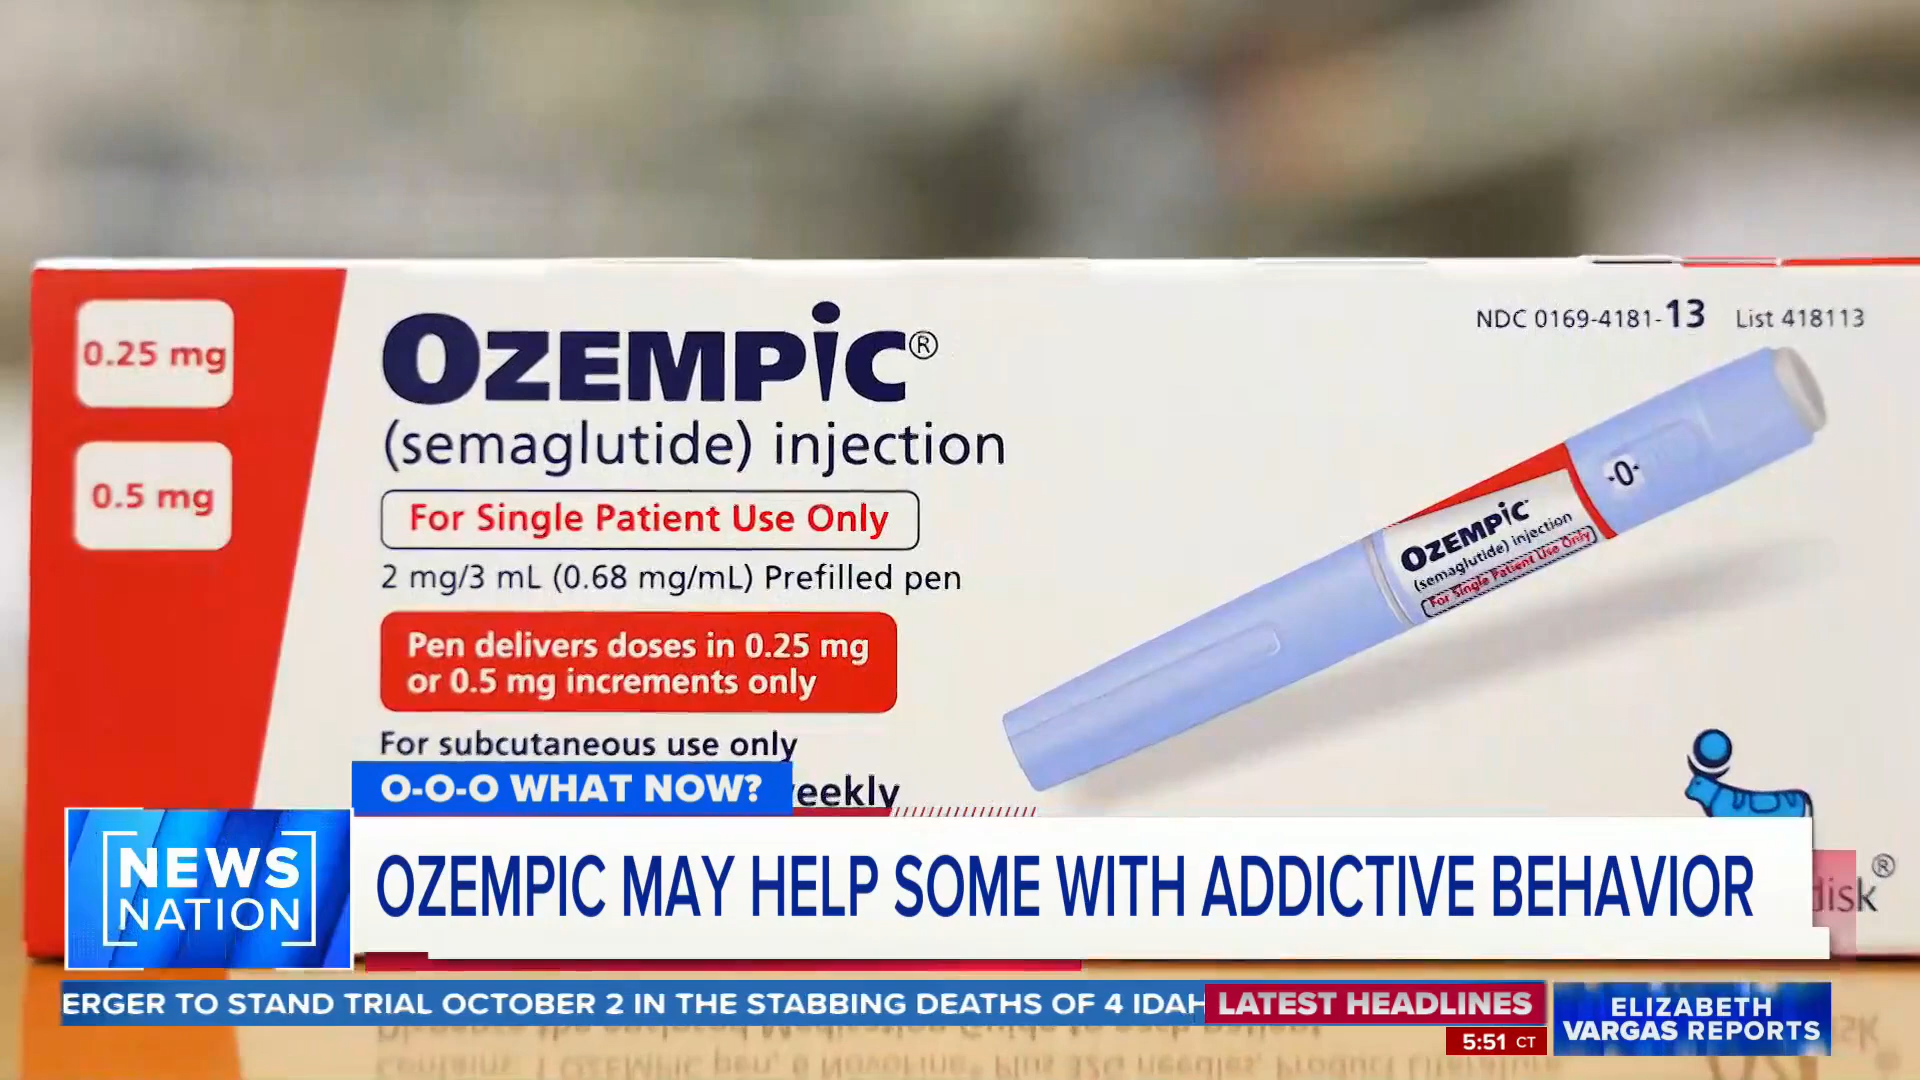 0.25 mg
0.5 mg
OZEMPIC®
(semaglutide) injection
For Single Patient Use Only
2 mg/3 mL (0.68 mg/mL) Prefilled pen
Pen delivers doses in 0.25 mg
or 0.5 mg increments only
For subcutaneous use only
eekly
NDC 0169-4181-13 List 418113
-0-
OZEMPIC
(semaglutide) injection
For Single Patient Use Only
disk®
O-O-O WHAT NOW?
NEWS
NATION
OZEMPIC MAY HELP SOME WITH ADDICTIVE BEHAVIOR
ERGER TO STAND TRIAL OCTOBER 2 IN THE STABBING DEATHS OF 4 IDAH
LATEST HEADLINES
5:51 CT
ELIZABETH
VARGAS REPORTS